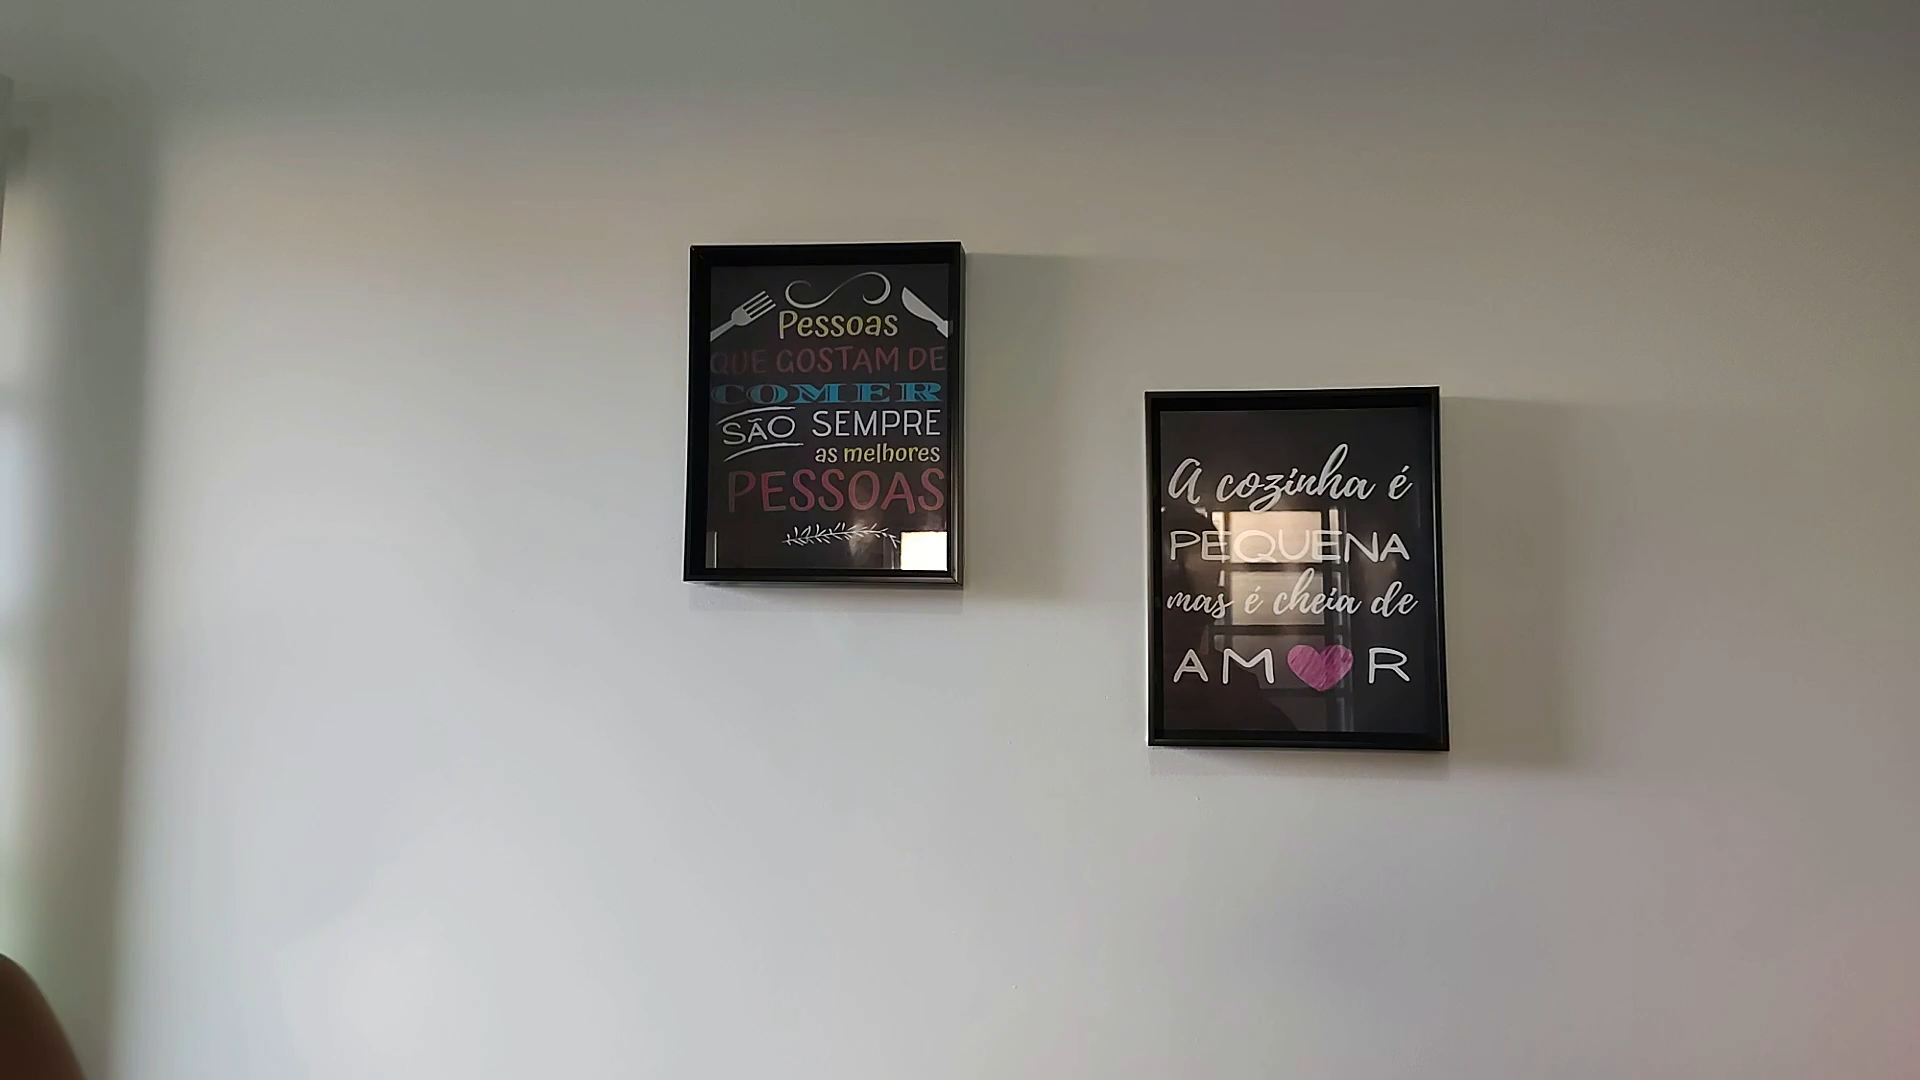 Pessoas
QUE GOSTAM DE
COMER
SÃO SEMPRE
as melhores
PESSOAS
A cozinha é
PEQUENA
mas é cheia de
AM♥R